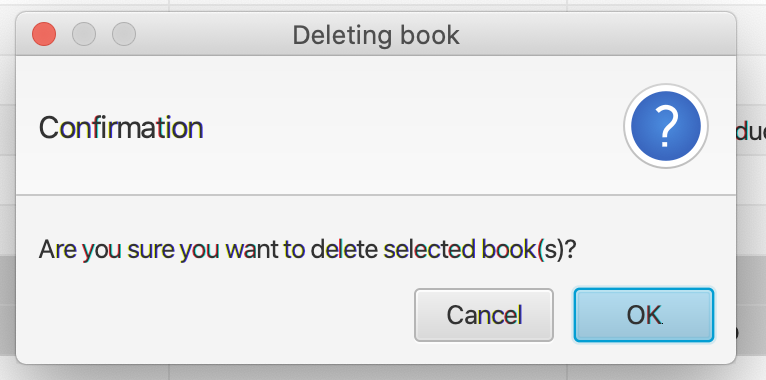 Deleting book
Confirmation
?
Are you sure you want to delete selected book(s)?
Cancel
OK